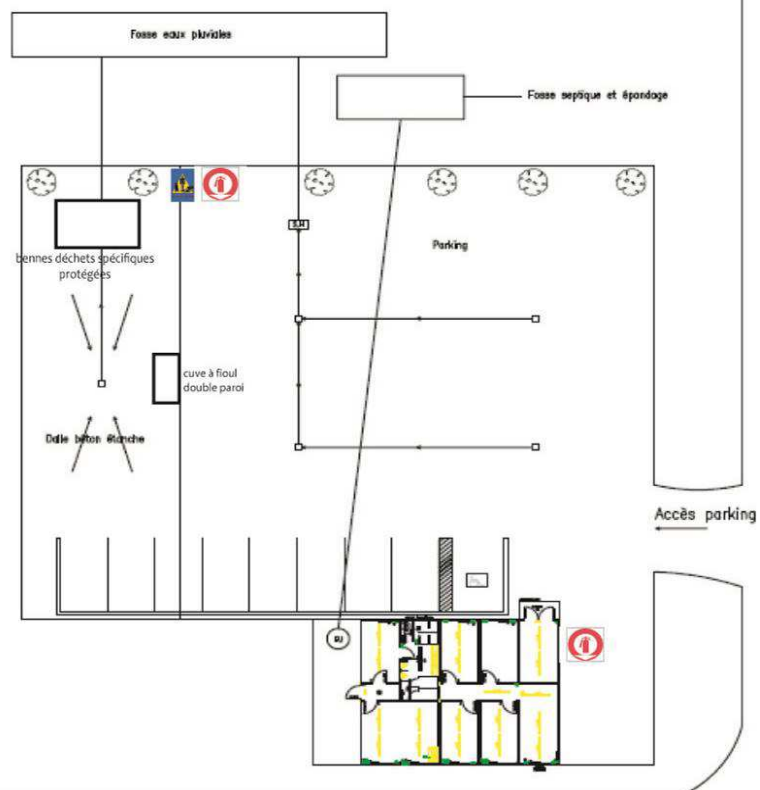 Fosse eaux pluviales
Fosse septique et épandage
Parking
bennes déchets spécifiques
protégées
cuve à fioul
double paroi
Dalle béton étanche
Accès parking